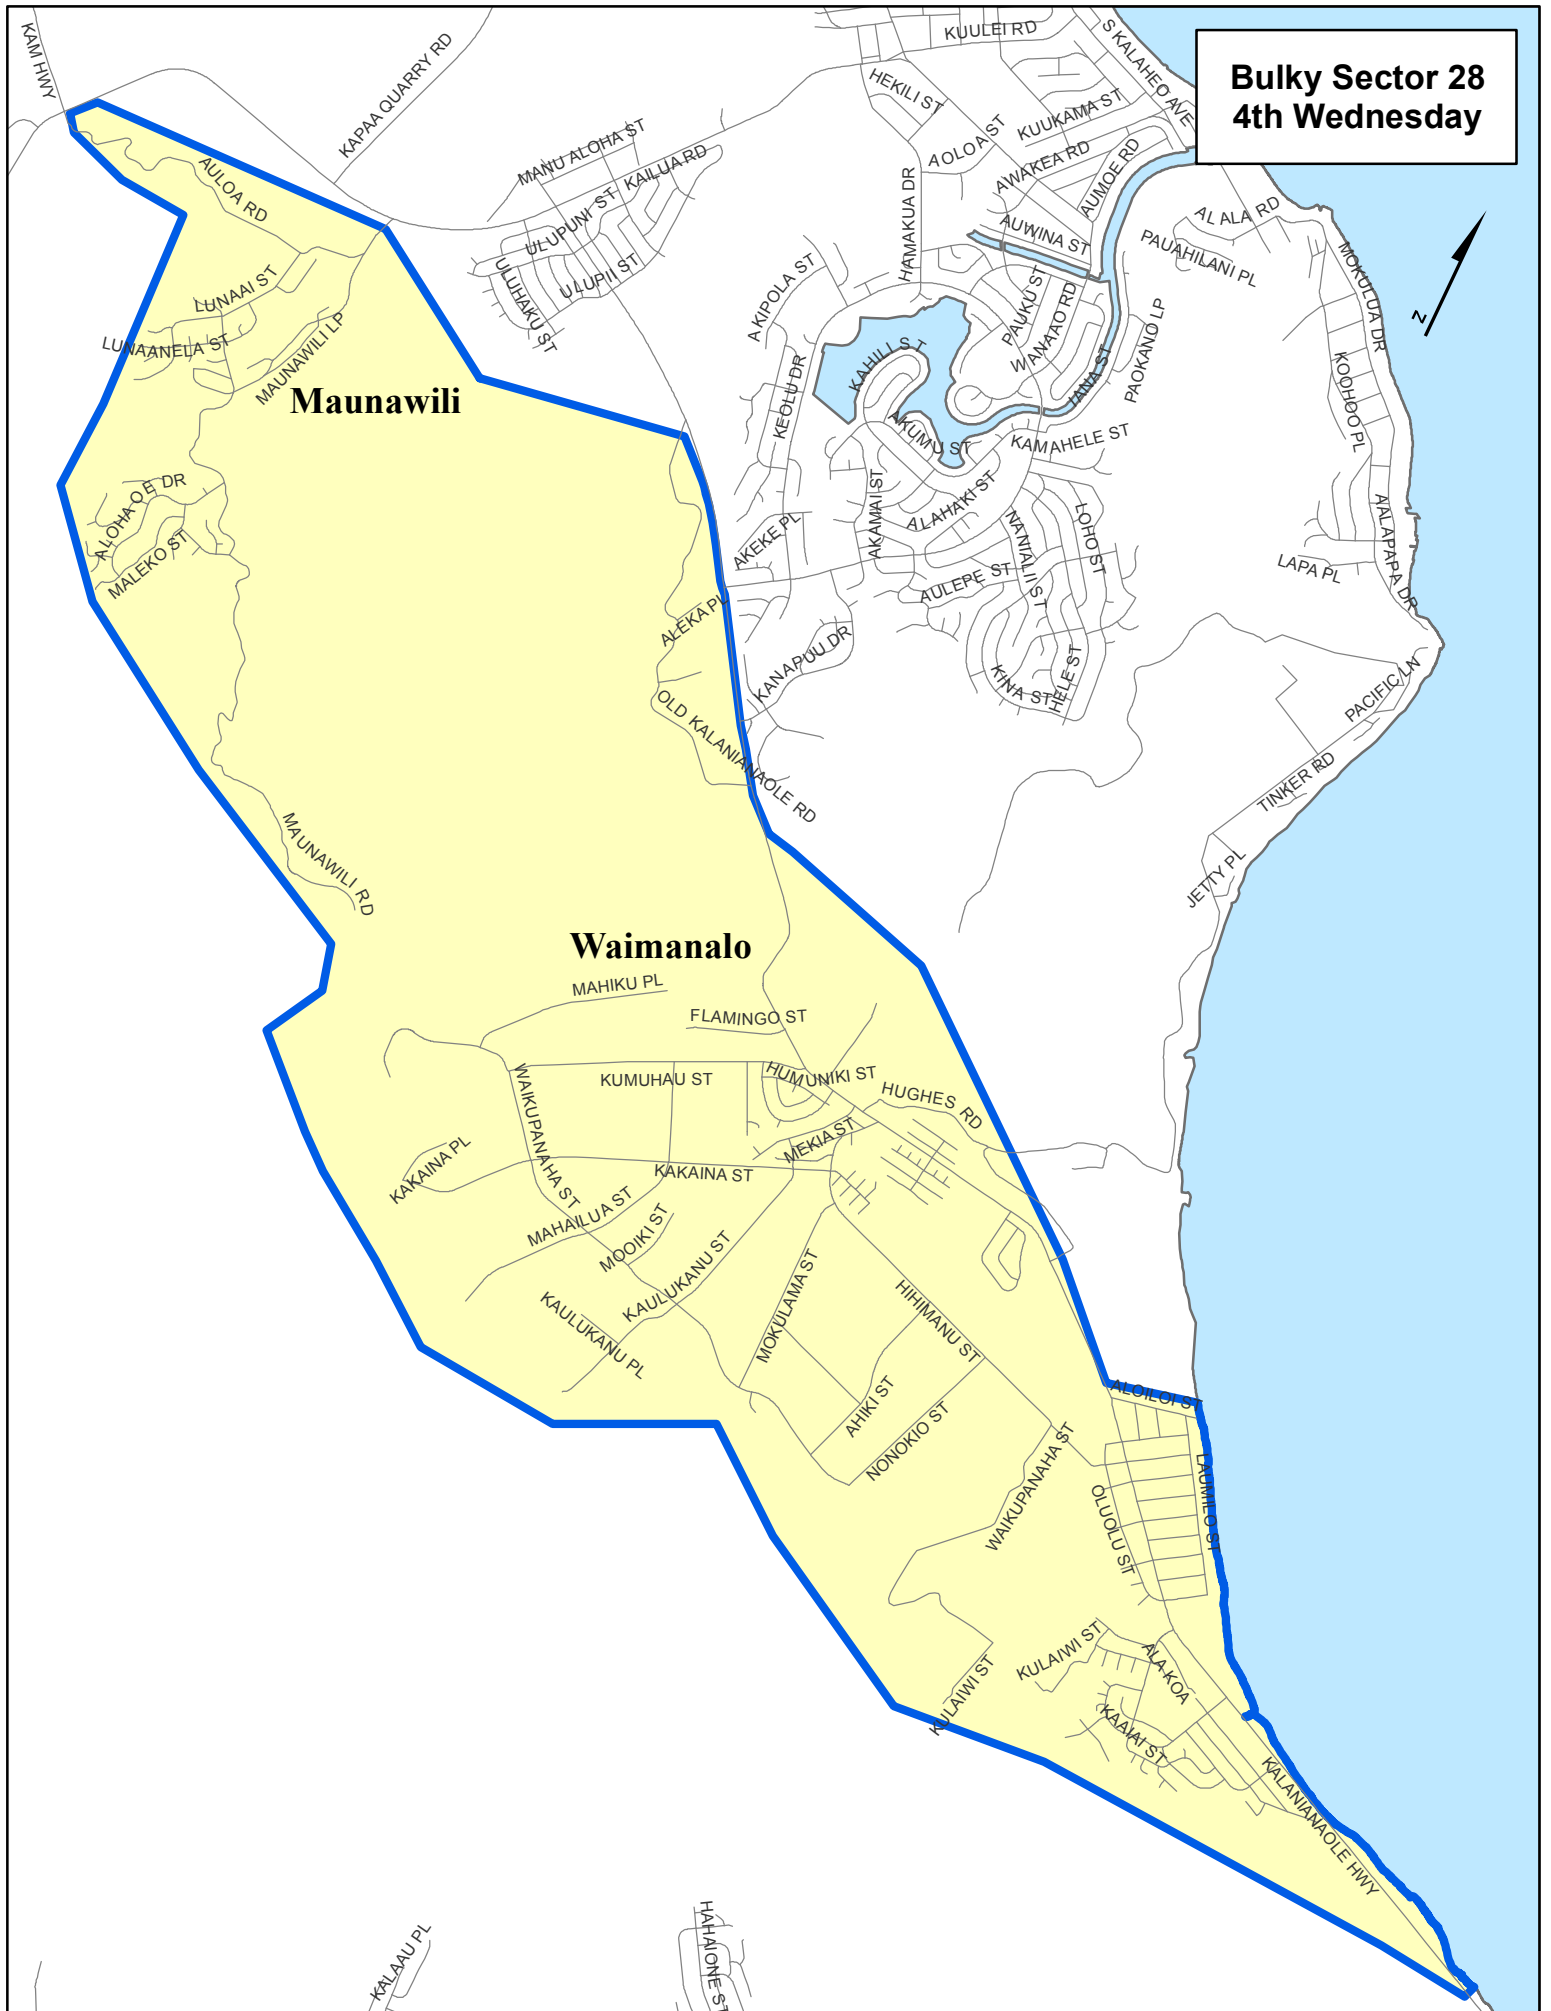 KAM HWY
KAPAA QUARRY RD
KUULEI RD
S KALAHEO AVE
Bulky Sector 28
4th Wednesday
HEKILI ST
KUUKAMA ST
AOLOA ST
MANU ALOHA ST
KAILUA RD
AWAKEA RD
AUMOE RD
AULOA RD
ULUPUNI ST
HAMAKUA DR
AUWINA ST
ALALA RD
PAUAHILANI PL
MOKULUA DR
ULUHAKU ST
ULUPII ST
AKIPOLA ST
PAUKU ST
WANAAO RD
PAOKANO LP
LUNAAI ST
LUNAANELA ST
MAUNAWILI LP
Maunawili
KEOLU DR
KAHILI ST
IANA ST
KOOHOO PL
N
AKUMU ST
KAMAHELE ST
ALOHA OE DR
MALEKO ST
AKEKE PL
AKAMAI ST
ALAHAKI ST
NANIALII ST
LOHO ST
AALAPAPA DR
LAPA PL
AULEPE ST
ALEKA PL
KANAPUU DR
KINA ST
HELE ST
OLD KALANIANAOLE RD
PACIFIC LN
TINKER RD
JETTY PL
MAUNAWILI RD
Waimanalo
MAHIKU PL
FLAMINGO ST
KUMUHAU ST
HUMUNIKI ST
HUGHES RD
WAIKUPANAHA ST
MEKIA ST
KAKAINA PL
KAKAINA ST
MAHAILUA ST
MOOIKI ST
KAULUKANU ST
KAULUKANU PL
MOKULAMA ST
HIHIMANU ST
AHIKI ST
NONOKIO ST
ALOILOI ST
WAIKUPANAHA ST
LAUMILO ST
OLUOLU ST
KULAIWI ST
KULAIWI ST
ALA KOA
KAAIAI ST
KALANIANAOLE HWY
KALAAU PL
HAHAIONE ST